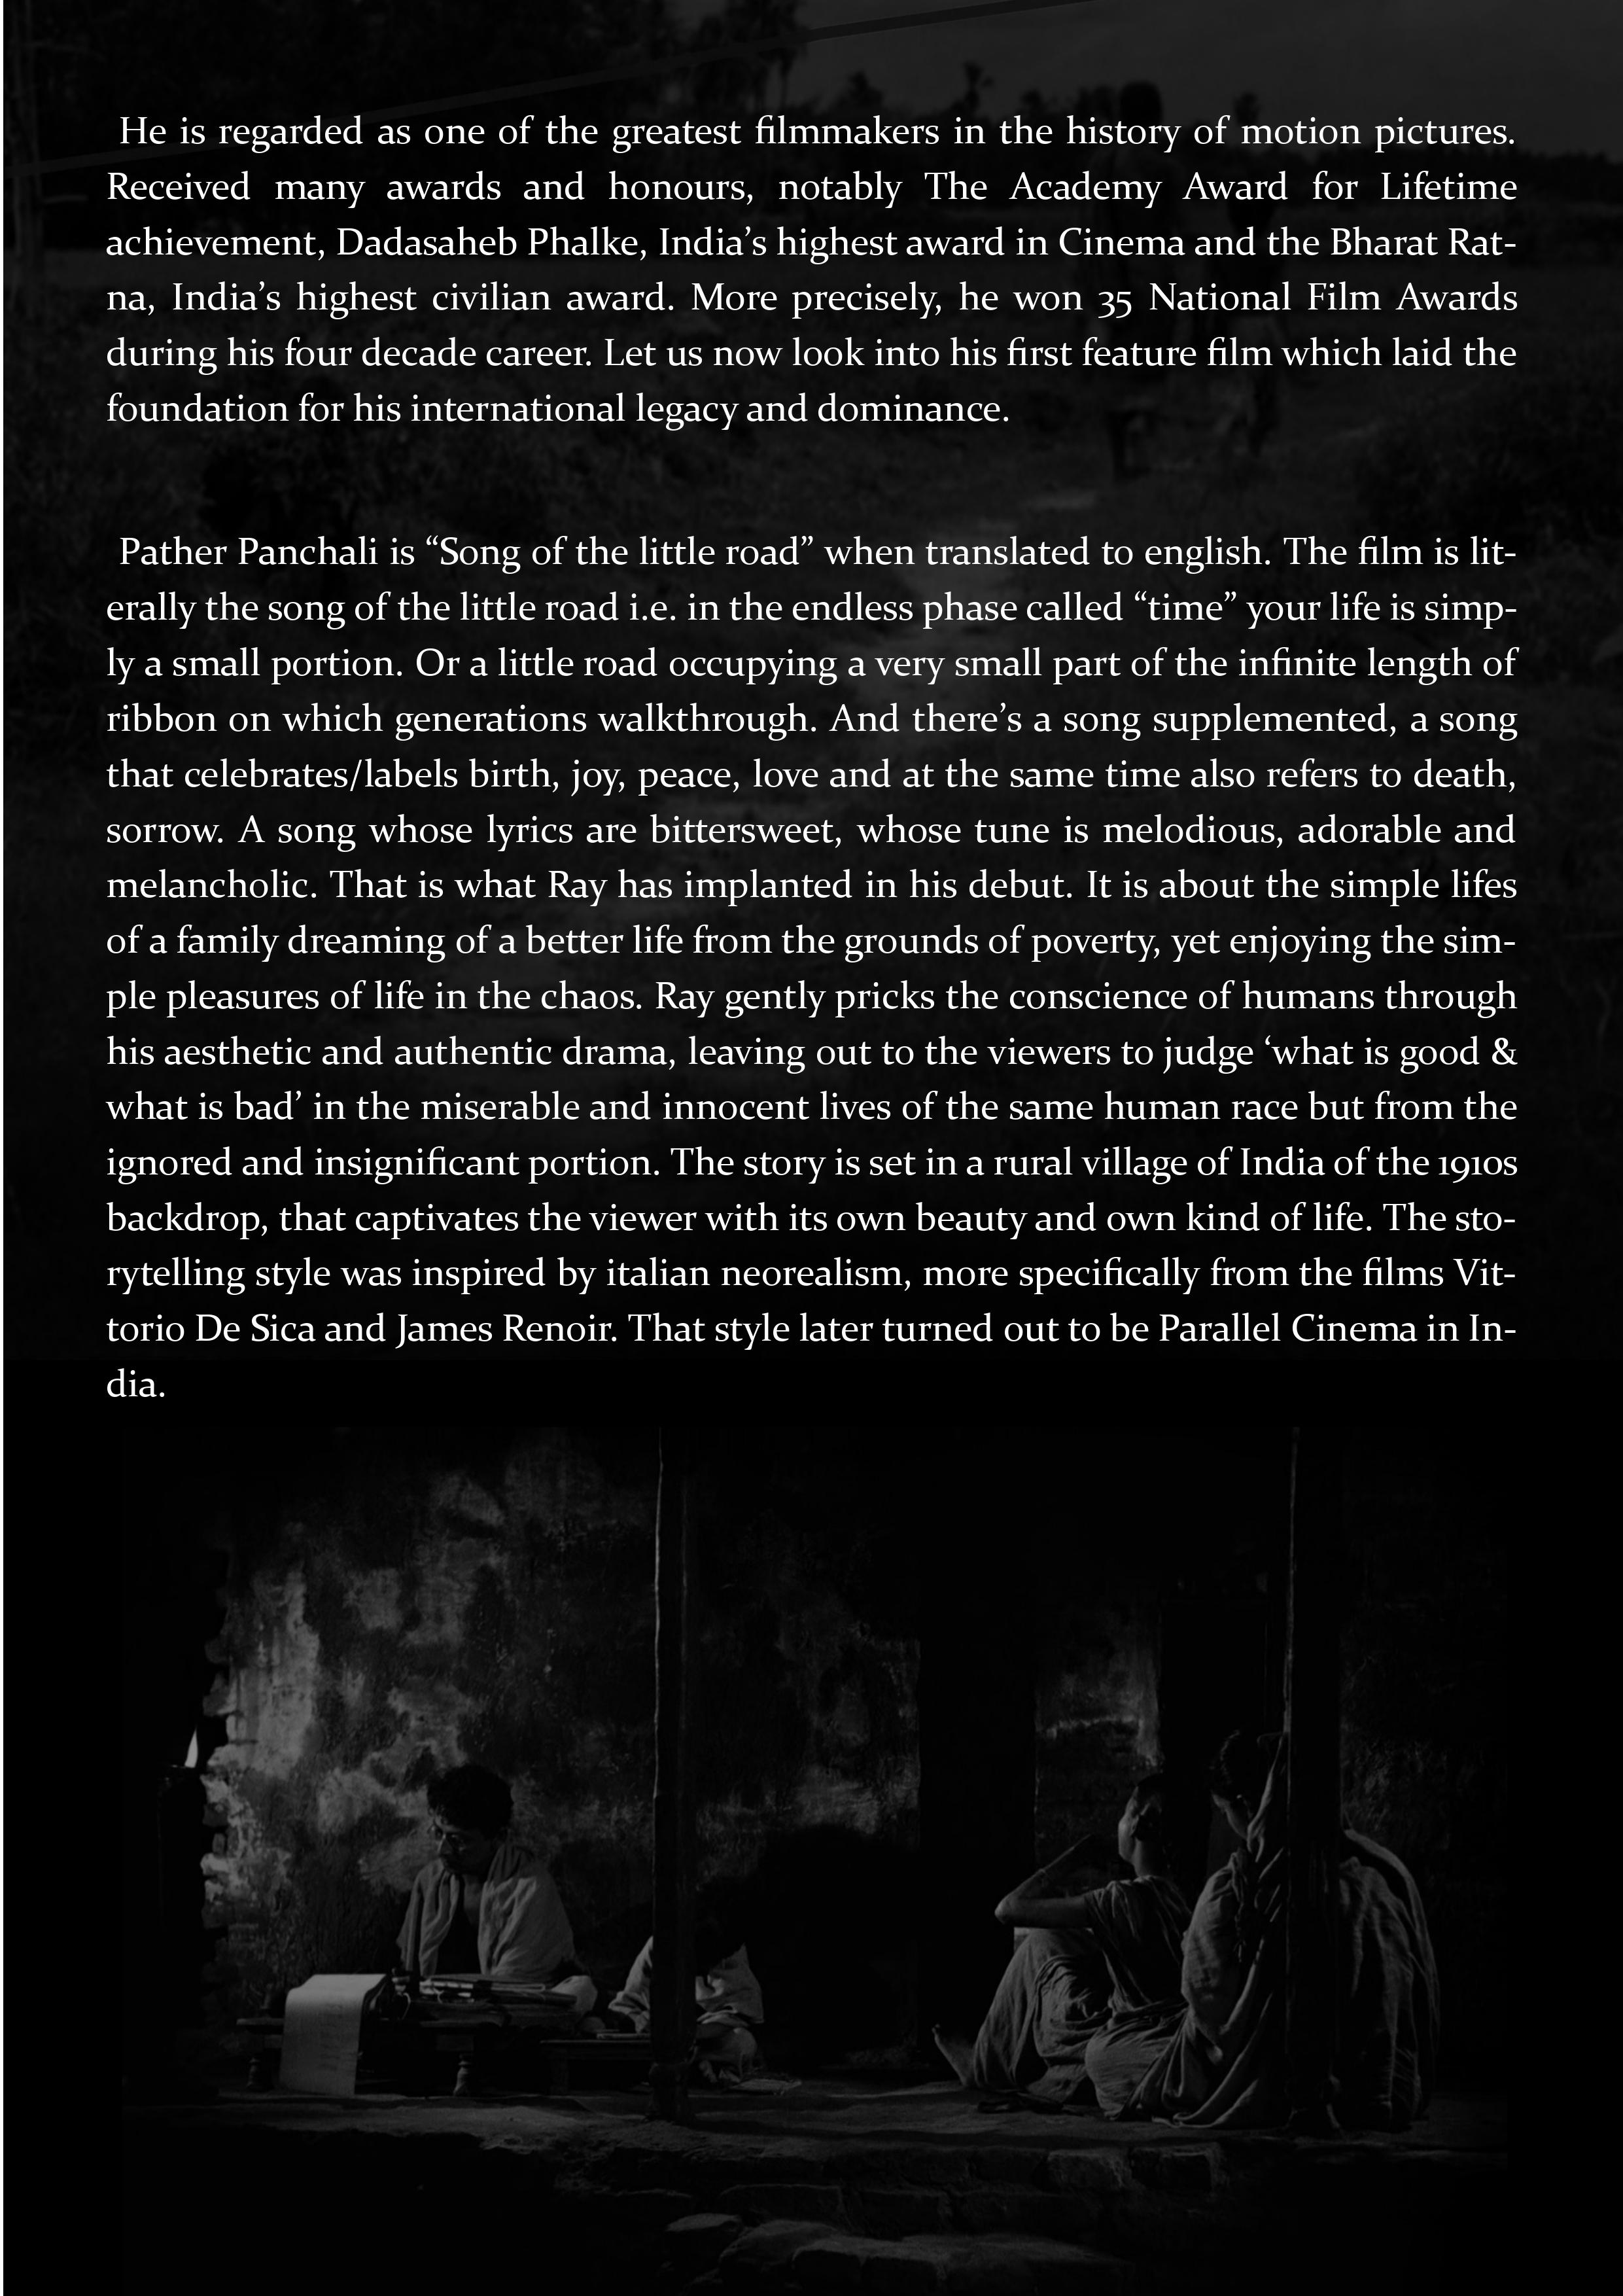 He is regarded as one of the greatest filmmakers in the history of motion pictures.
Received many awards and honours, notably The Academy Award for Lifetime
achievement, Dadasaheb Phalke, India’s highest award in Cinema and the Bharat Rat-
na, India’s highest civilian award. More precisely, he won 35 National Film Awards
during his four decade career. Let us now look into his first feature film which laid the
foundation for his international legacy and dominance.
Pather Panchali is “Song of the little road” when translated to english. The film is lit-
erally the song of the little road i.e. in the endless phase called “time” your life is simp-
ly a small portion. Or a little road occupying a very small part of the infinite length of
ribbon on which generations walkthrough. And there’s a song supplemented, a song
that celebrates/labels birth, joy, peace, love and at the same time also refers to death,
sorrow. A song whose lyrics are bittersweet, whose tune is melodious, adorable and
melancholic. That is what Ray has implanted in his debut. It is about the simple lifes
of a family dreaming of a better life from the grounds of poverty, yet enjoying the sim-
ple pleasures of life in the chaos. Ray gently pricks the conscience of humans through
his aesthetic and authentic drama, leaving out to the viewers to judge ‘what is good &
what is bad’ in the miserable and innocent lives of the same human race but from the
ignored and insignificant portion. The story is set in a rural village of India of the 1910s
backdrop, that captivates the viewer with its own beauty and own kind of life. The sto-
rytelling style was inspired by italian neorealism, more specifically from the films Vit-
torio De Sica and James Renoir. That style later turned out to be Parallel Cinema in In-
dia.